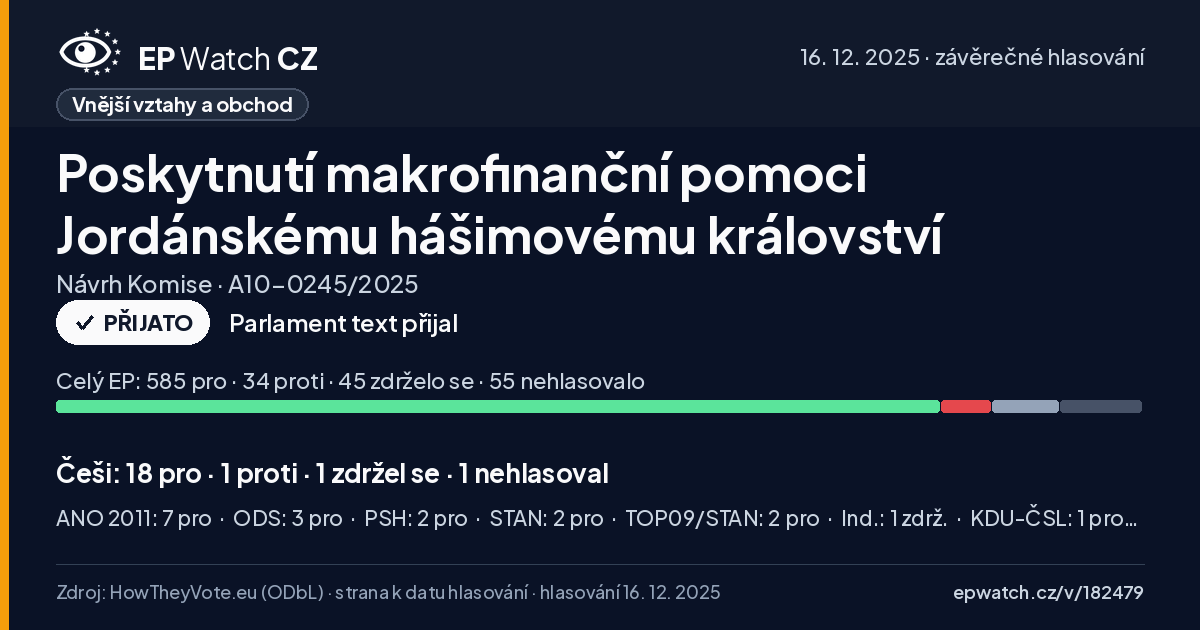 EP Watch CZ
16. 12. 2025 · závěrečné hlasování
Vnější vztahy a obchod
Poskytnutí makrofinanční pomoci
Jordánskému hášimovému království
Návrh Komise · A10–0245/2025
✓ PŘIJATO Parlament text přijal
Celý EP: 585 pro · 34 proti · 45 zdrželo se · 55 nehlasovalo
Češi: 18 pro · 1 proti · 1 zdržel se · 1 nehlasoval
ANO 2011: 7 pro · ODS: 3 pro · PSH: 2 pro · STAN: 2 pro · TOP09/STAN: 2 pro · Ind.: 1 zdrž. · KDU-ČSL: 1 pro…
Zdroj: HowTheyVote.eu (ODbL) · strana k datu hlasování · hlasování 16. 12. 2025
epwatch.cz/v/182479